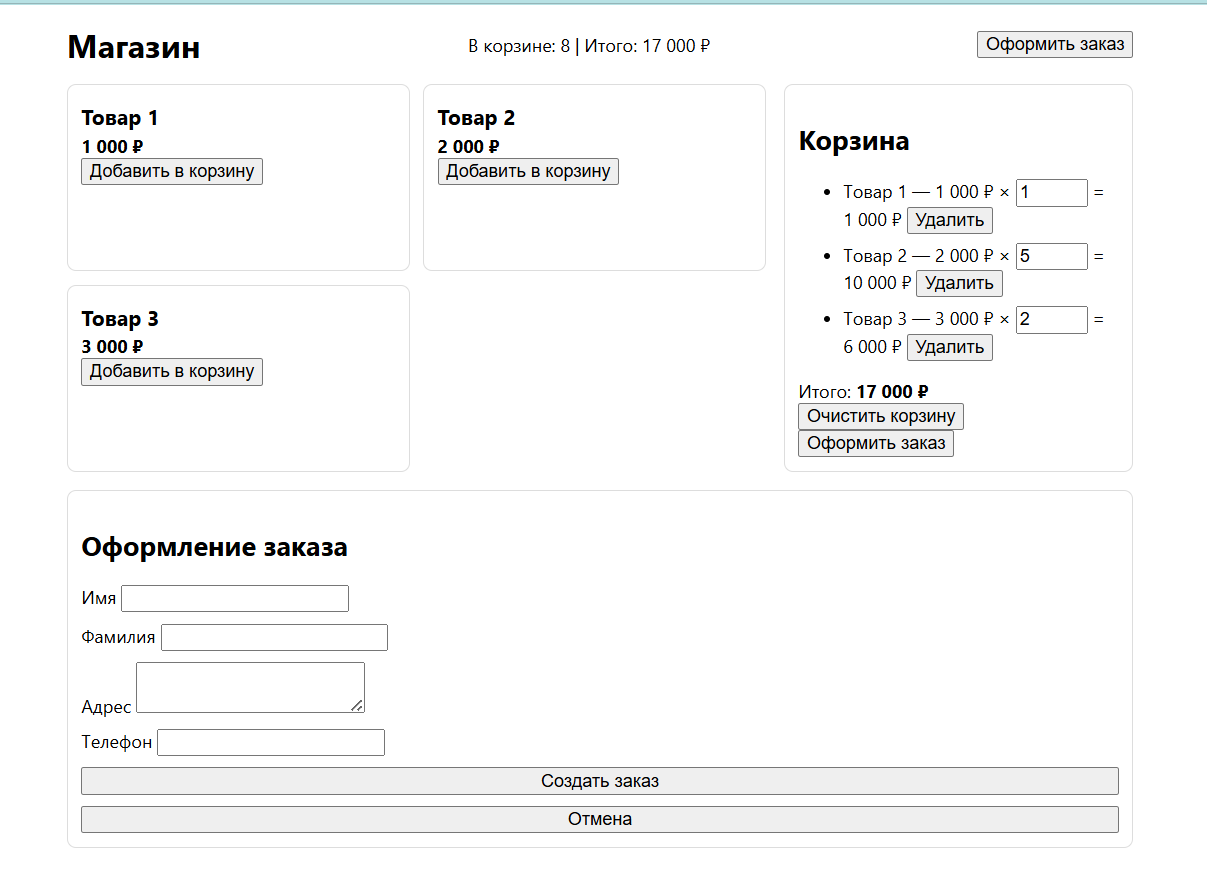 Магазин
В корзине: 8 | Итого: 17 000 ₽
Оформить заказ
Товар 1
1 000 ₽
Добавить в корзину
Товар 2
2 000 ₽
Добавить в корзину
Товар 3
3 000 ₽
Добавить в корзину
Корзина
Товар 1 — 1 000 ₽ × 1 =
1 000 ₽ Удалить
Товар 2 — 2 000 ₽ × 5 =
10 000 ₽ Удалить
Товар 3 — 3 000 ₽ × 2 =
6 000 ₽ Удалить
Итого: 17 000 ₽
Очистить корзину
Оформить заказ
Оформление заказа
Имя
Фамилия
Адрес
Телефон
Создать заказ
Отмена